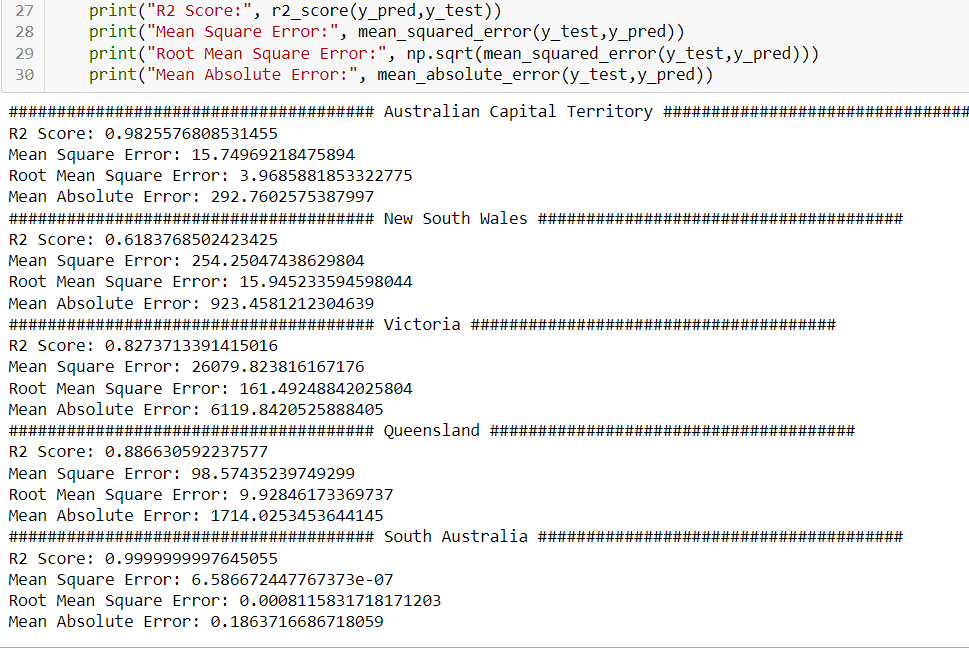 27 print("R2 Score:", r2_score(y_pred,y_test))
28 print("Mean Square Error:", mean_squared_error(y_test,y_pred))
29 print("Root Mean Square Error:", np.sqrt(mean_squared_error(y_test,y_pred)))
30 print("Mean Absolute Error:", mean_absolute_error(y_test,y_pred))
###################################### Australian Capital Territory ################################
R2 Score: 0.9825576808531455
Mean Square Error: 15.74969218475894
Root Mean Square Error: 3.9685881853322775
Mean Absolute Error: 292.7602575387997
###################################### New South Wales ######################################
R2 Score: 0.6183768502423425
Mean Square Error: 254.25047438629804
Root Mean Square Error: 15.945233594598044
Mean Absolute Error: 923.4581212304639
###################################### Victoria ######################################
R2 Score: 0.8273713391415016
Mean Square Error: 26079.823816167176
Root Mean Square Error: 161.49248842025804
Mean Absolute Error: 6119.8420525888405
###################################### Queensland ######################################
R2 Score: 0.886630592237577
Mean Square Error: 98.57435239749299
Root Mean Square Error: 9.92846173369737
Mean Absolute Error: 1714.0253453644145
###################################### South Australia ######################################
R2 Score: 0.9999999997645055
Mean Square Error: 6.586672447767373e-07
Root Mean Square Error: 0.0008115831718171203
Mean Absolute Error: 0.1863716686718059